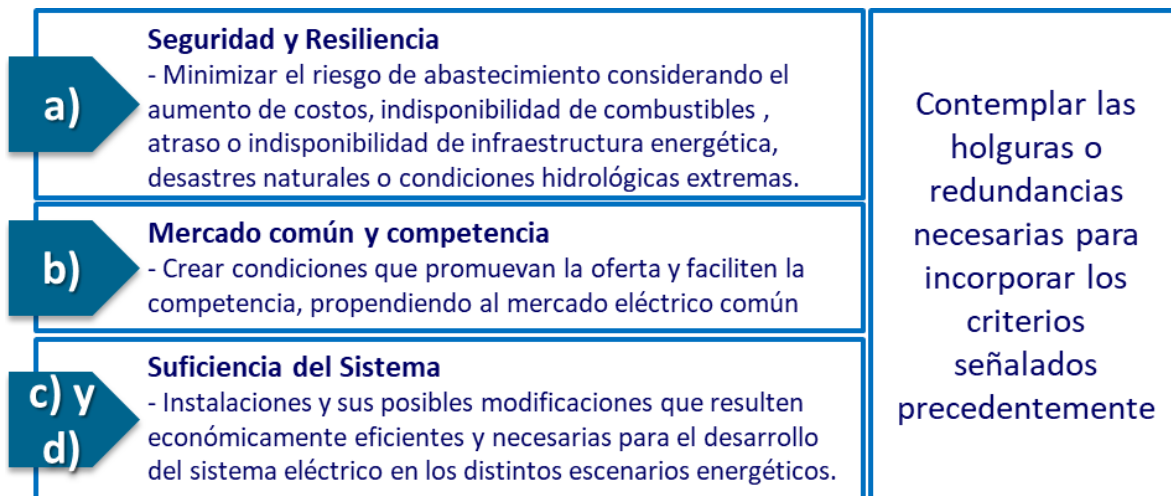 a)
Seguridad y Resiliencia
- Minimizar el riesgo de abastecimiento considerando el
aumento de costos, indisponibilidad de combustibles ,
atraso o indisponibilidad de infraestructura energética,
desastres naturales o condiciones hidrológicas extremas.
b)
Mercado común y competencia
- Crear condiciones que promuevan la oferta y faciliten la
competencia, propendiendo al mercado eléctrico común
c) y
d)
Suficiencia del Sistema
- Instalaciones y sus posibles modificaciones que resulten
económicamente eficientes y necesarias para el desarrollo
del sistema eléctrico en los distintos escenarios energéticos.
Contemplar las
holguras o
redundancias
necesarias para
incorporar los
criterios
señalados
precedentemente